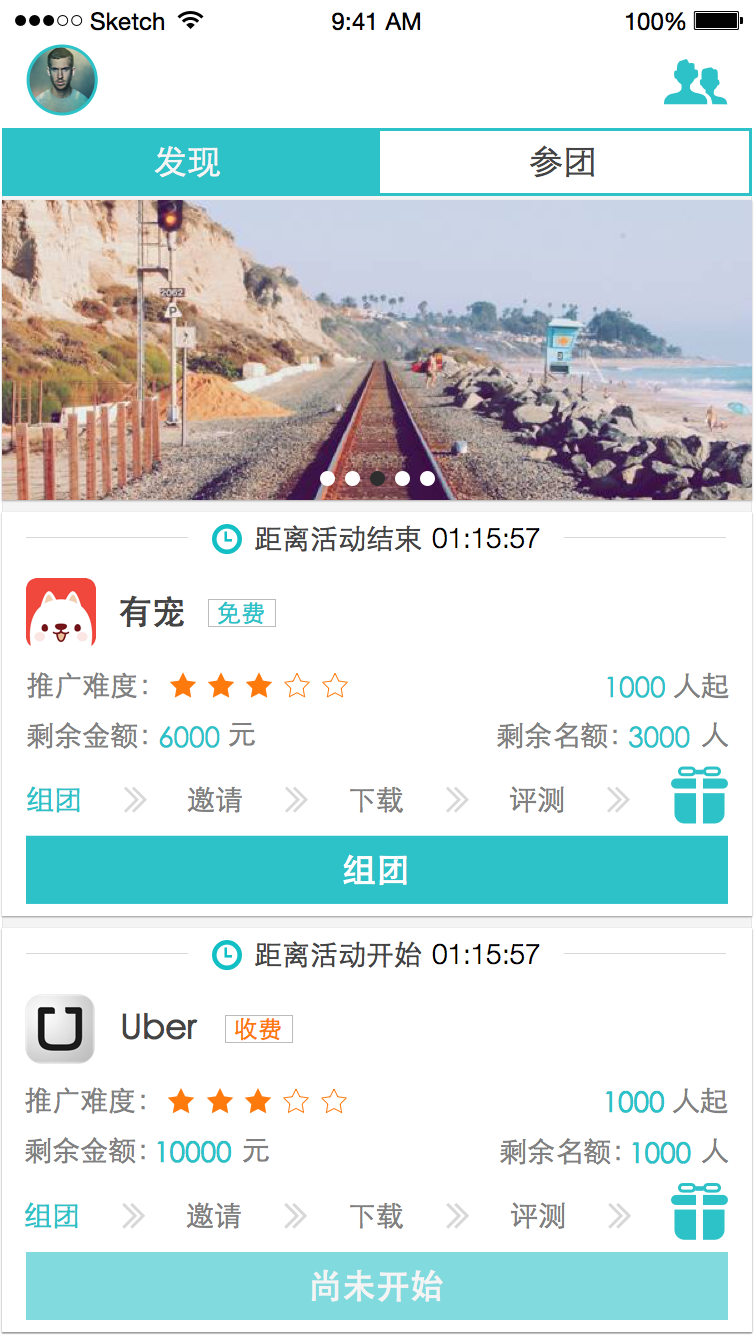 Sketch 9:41 AM 100%
发现 参团
2062
P
距离活动结束 01:15:57
有宠 免费
推广难度: 1000 人起
剩余金额: 6000 元 剩余名额: 3000 人
组团 邀请 下载 评测
组团
距离活动开始 01:15:57
Uber 收费
推广难度: 1000 人起
剩余金额: 10000 元 剩余名额: 1000 人
组团 邀请 下载 评测
尚未开始